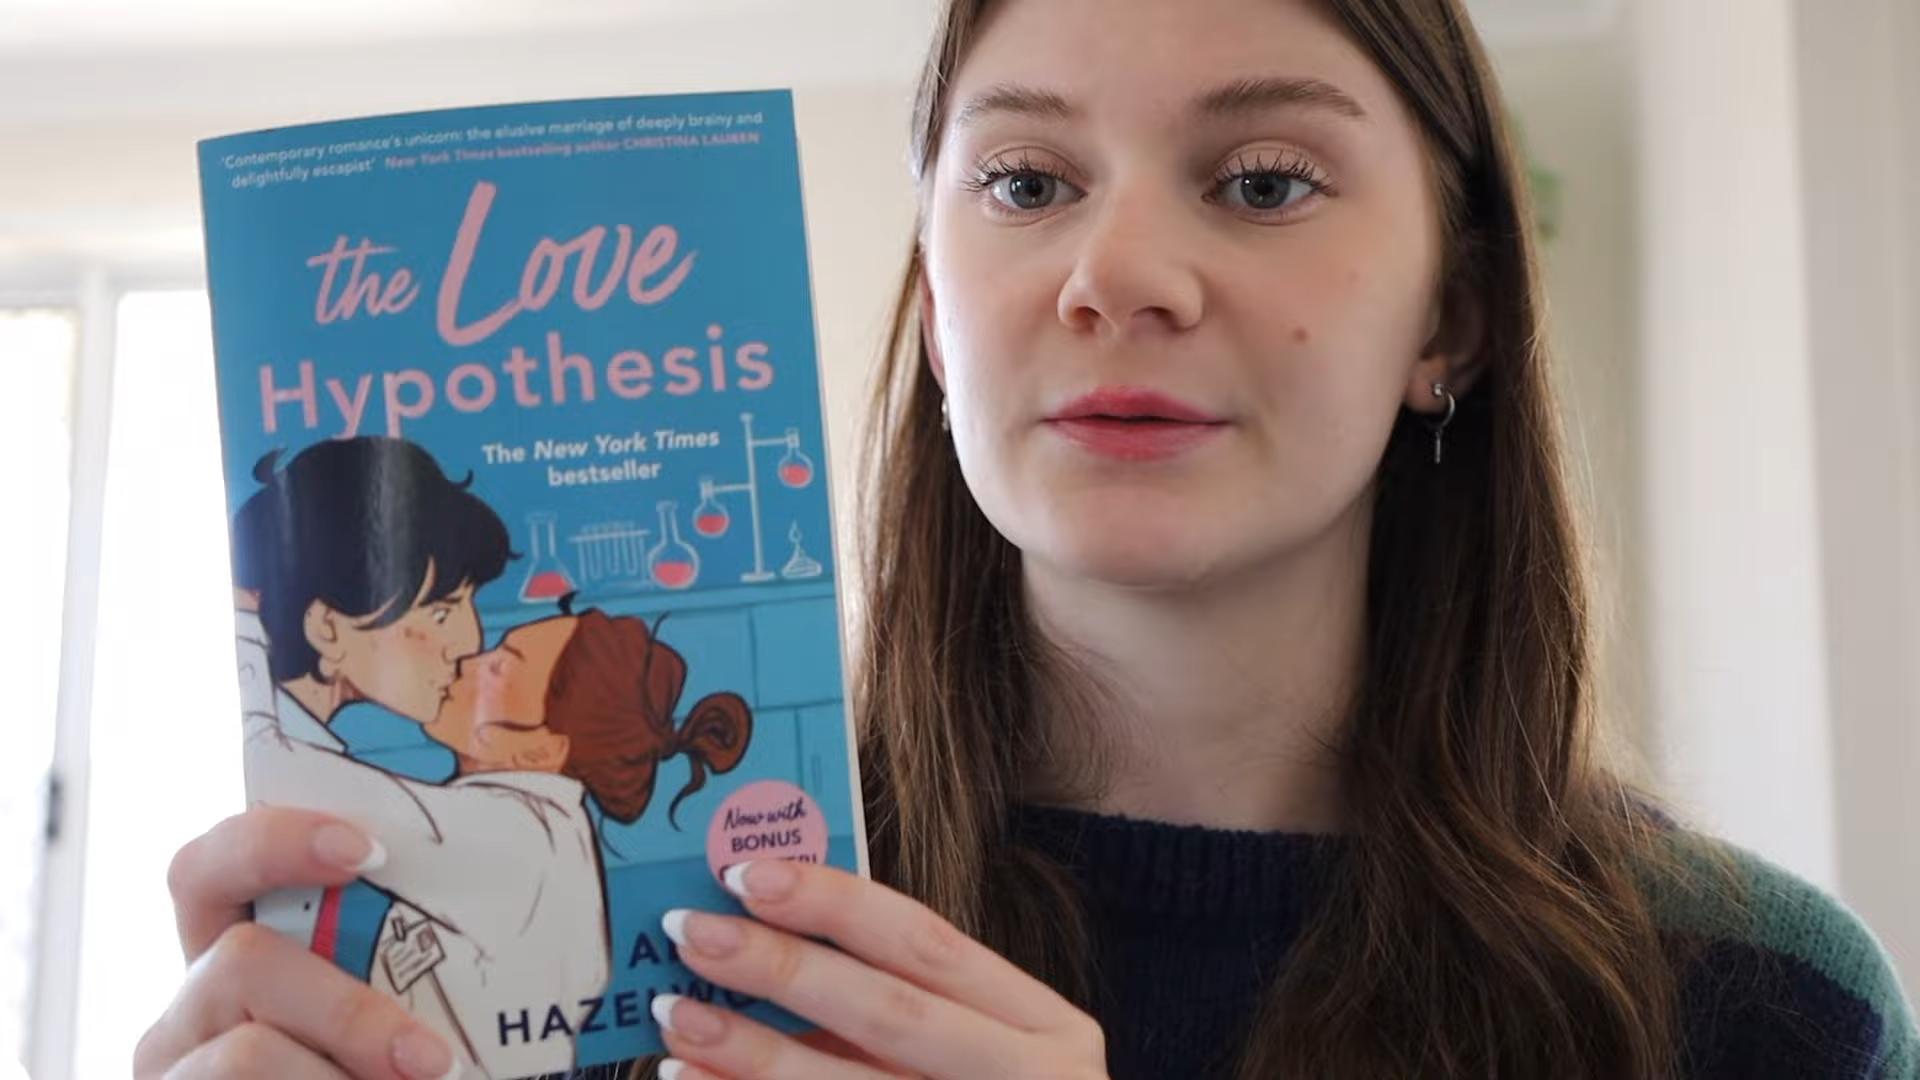 'Contemporary romance's unicorn: the elusive marriage of deeply brainy and
delightfully escapist' New York Times bestselling author CHRISTINA LAUREN
the Love
Hypothesis
The New York Times
bestseller
Now with
BONUS